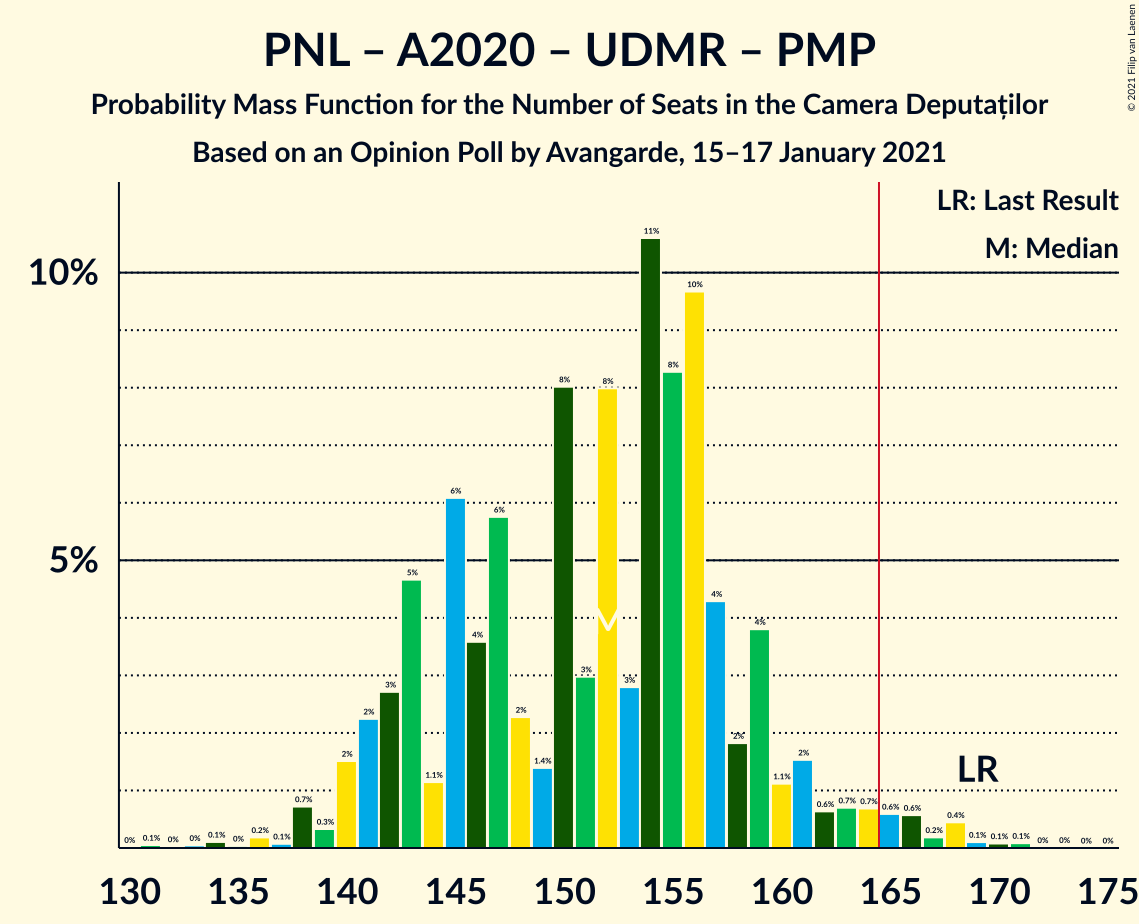 PNL – A2020 – UDMR – PMP
Probability Mass Function for the Number of Seats in the Camera Deputaților
Based on an Opinion Poll by Avangarde, 15–17 January 2021
© 2021 Filip van Laenen
LR: Last Result
M: Median
10%
5%
0% 0.1% 0% 0% 0.1% 0% 0.2% 0.1% 0.7% 0.3% 2% 2% 3% 5% 1.1% 6% 4% 6% 2% 1.4% 8% 3% 8% 3% 11% 8% 10% 4% 2% 4% 1.1% 2% 0.6% 0.7% 0.7% 0.6% 0.6% 0.2% 0.4% 0.1% 0.1% 0.1% 0% 0% 0% 0%
M
LR
130 135 140 145 150 155 160 165 170 175